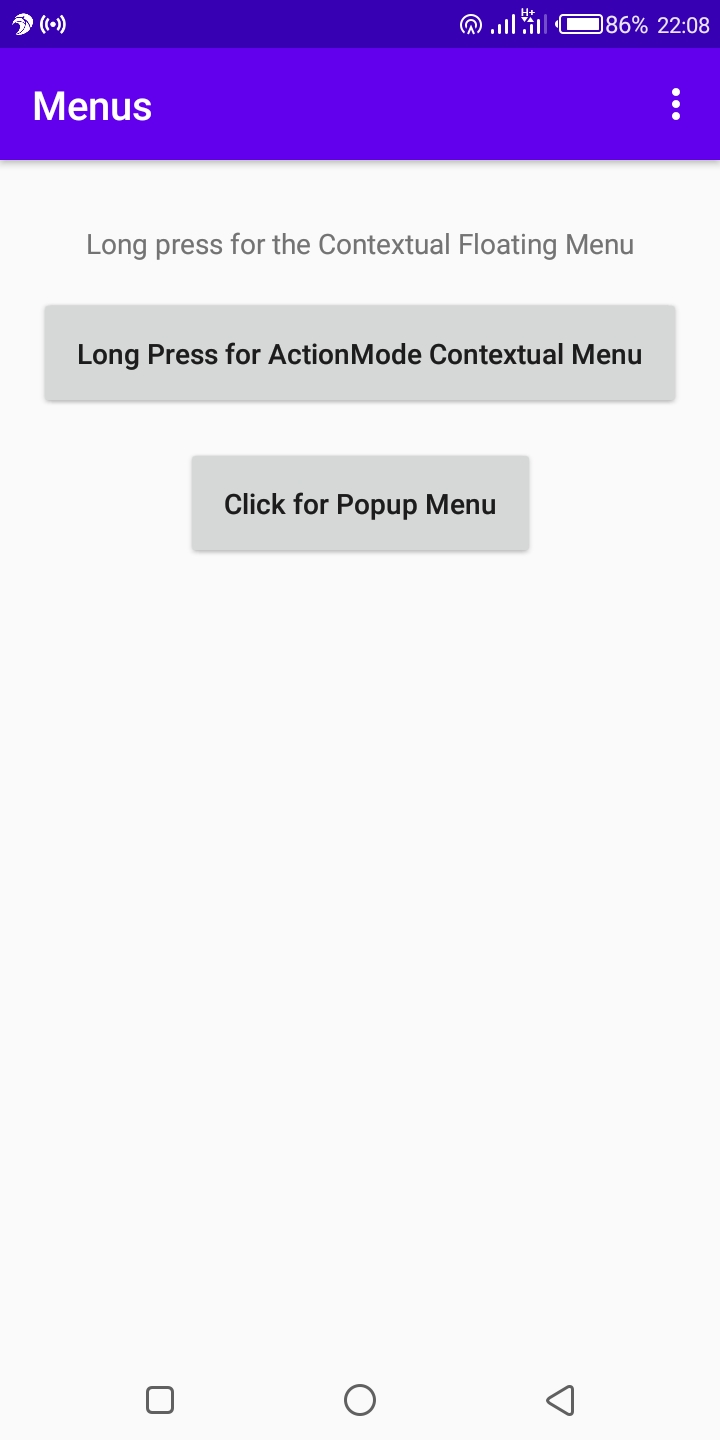 H+
86% 22:08
Menus
Long press for the Contextual Floating Menu
Long Press for ActionMode Contextual Menu
Click for Popup Menu